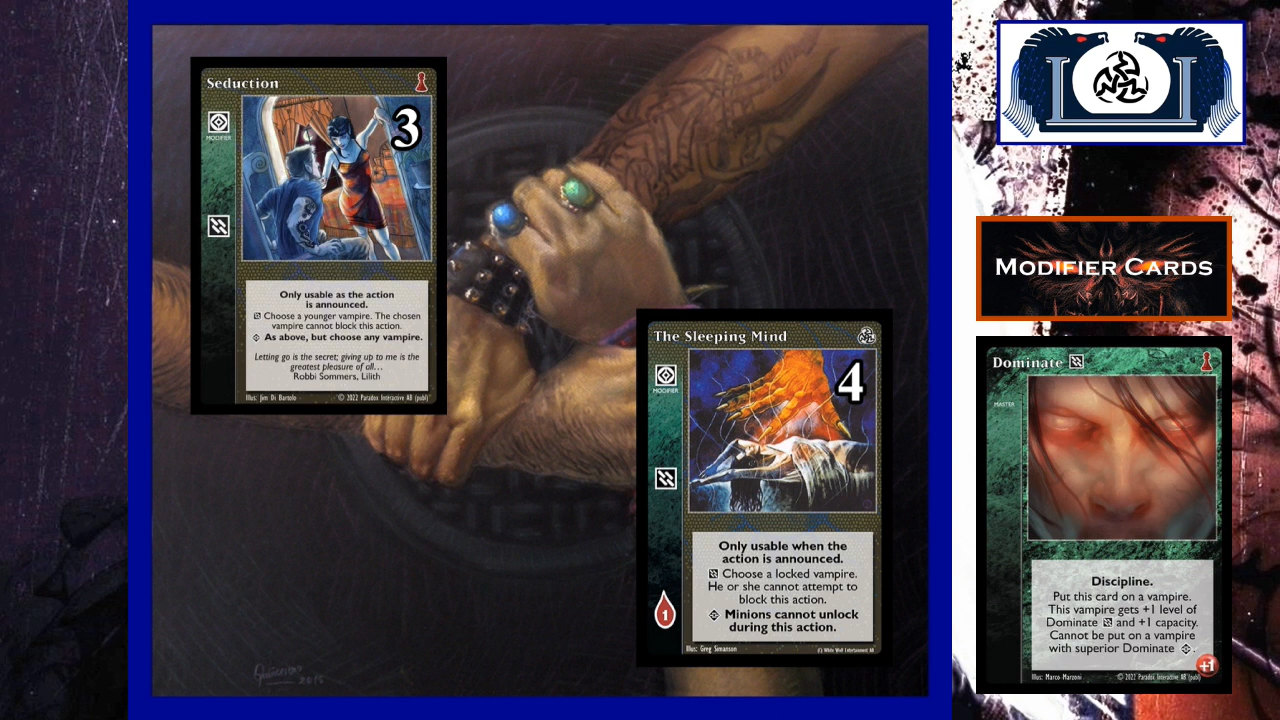 Seduction
3
MODIFIER
Only usable as the action
is announced.
Choose a younger vampire. The chosen
vampire cannot block this action.
As above, but choose any vampire.
Letting go is the secret; giving up to me is the
greatest pleasure of all…
Robbi Sommers, Lilith
Illus: Jim Di Bartolo © 2022 Paradox Interactive AB (publ)
The Sleeping Mind
4
MODIFIER
Only usable when the
action is announced.
Choose a locked vampire.
He or she cannot attempt to
block this action.
1
Minions cannot unlock
during this action.
Illus: Greg Simanson
2015
Modifier Cards
Dominate
MASTER
Discipline.
Put this card on a vampire.
This vampire gets +1 level of
Dominate and +1 capacity.
Cannot be put on a vampire
with superior Dominate .
+1
Illus: Marco Marzoni © 2022 Paradox Interactive AB (publ)